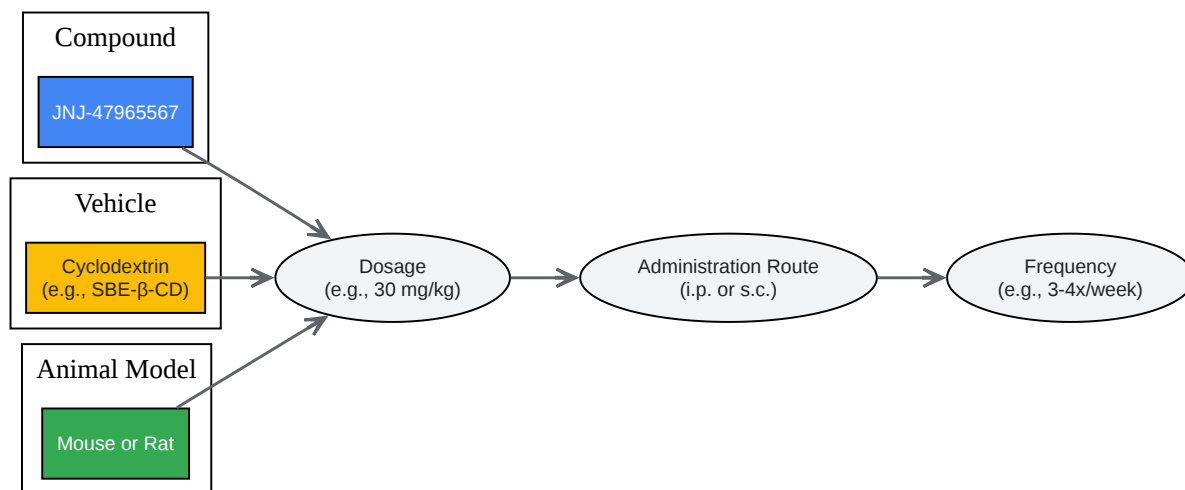 Compound
JNJ-47965567
Vehicle
Cyclodextrin
(e.g., SBE-β-CD)
Animal Model
Mouse or Rat
Dosage
(e.g., 30 mg/kg)
Administration Route
(i.p. or s.c.)
Frequency
(e.g., 3-4x/week)